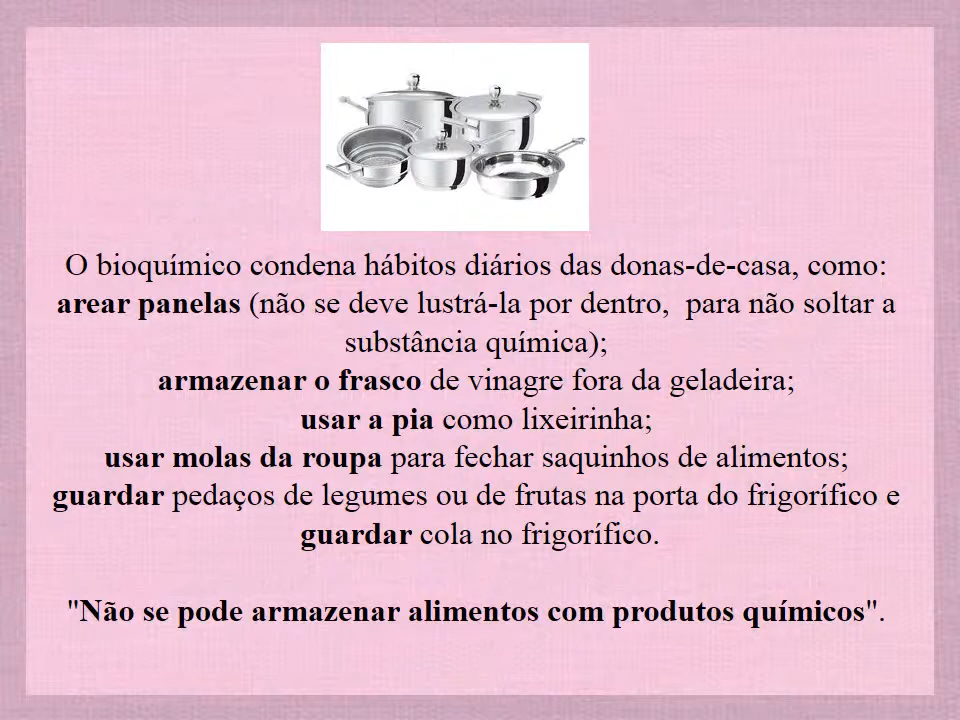 O bioquímico condena hábitos diários das donas-de-casa, como:
arear panelas (não se deve lustrá-la por dentro,  para não soltar a
substância química);
armazenar o frasco de vinagre fora da geladeira;
usar a pia como lixeirinha;
usar molas da roupa para fechar saquinhos de alimentos;
guardar pedaços de legumes ou de frutas na porta do frigorífico e
guardar cola no frigorífico.
"Não se pode armazenar alimentos com produtos químicos".